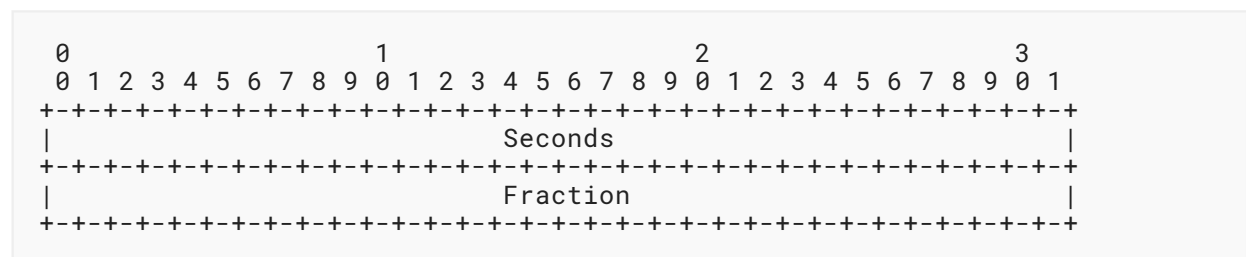 0                   1                   2                   3
 0 1 2 3 4 5 6 7 8 9 0 1 2 3 4 5 6 7 8 9 0 1 2 3 4 5 6 7 8 9 0 1
+-+-+-+-+-+-+-+-+-+-+-+-+-+-+-+-+-+-+-+-+-+-+-+-+-+-+-+-+-+-+-+-+
|                            Seconds                            |
+-+-+-+-+-+-+-+-+-+-+-+-+-+-+-+-+-+-+-+-+-+-+-+-+-+-+-+-+-+-+-+-+
|                            Fraction                           |
+-+-+-+-+-+-+-+-+-+-+-+-+-+-+-+-+-+-+-+-+-+-+-+-+-+-+-+-+-+-+-+-+